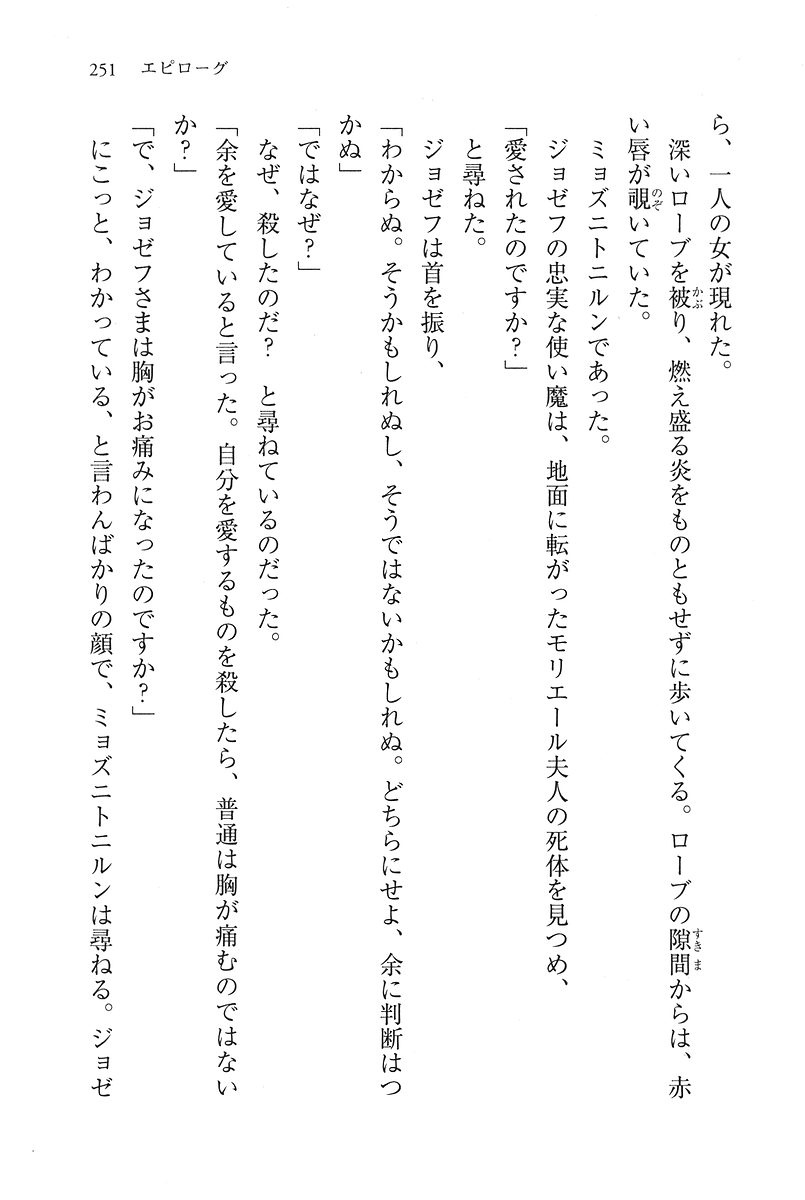 251　エピローグ
ら、一人の女が現れた。
深いローブを被り、燃え盛る炎をものともせずに歩いてくる。ローブの隙間からは、赤
い唇が覗いていた。
ミョズニトニルンであった。
ジョゼフの忠実な使い魔は、地面に転がったモリエール夫人の死体を見つめ、
「愛されたのですか？」
と尋ねた。
ジョゼフは首を振り、
「わからぬ。そうかもしれぬし、そうではないかもしれぬ。どちらにせよ、余に判断はつ
かぬ」
「ではなぜ？」
なぜ、殺したのだ？　と尋ねているのだった。
「余を愛していると言った。自分を愛するものを殺したら、普通は胸が痛むのではない
か？」
「で、ジョゼフさまは胸がお痛みになったのですか？」
にこっと、わかっている、と言わんばかりの顔で、ミョズニトニルンは尋ねる。ジョゼ